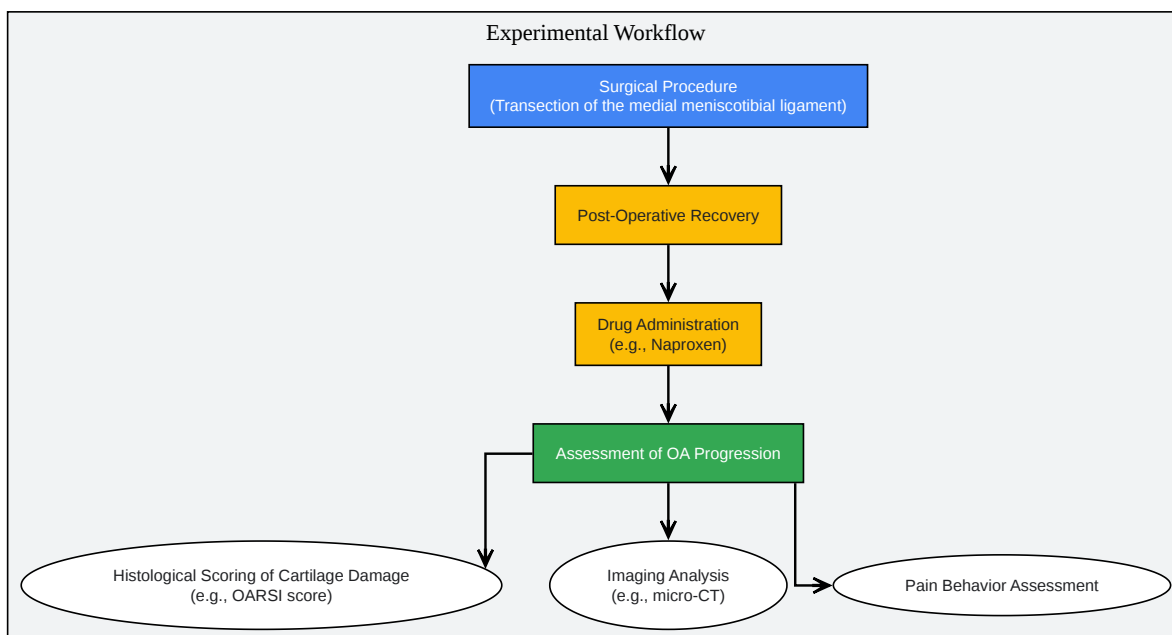 Experimental Workflow
Surgical Procedure
(Transection of the medial meniscotibial ligament)
Post-Operative Recovery
Drug Administration
(e.g., Naproxen)
Assessment of OA Progression
Histological Scoring of Cartilage Damage
(e.g., OARSI score)
Imaging Analysis
(e.g., micro-CT)
Pain Behavior Assessment